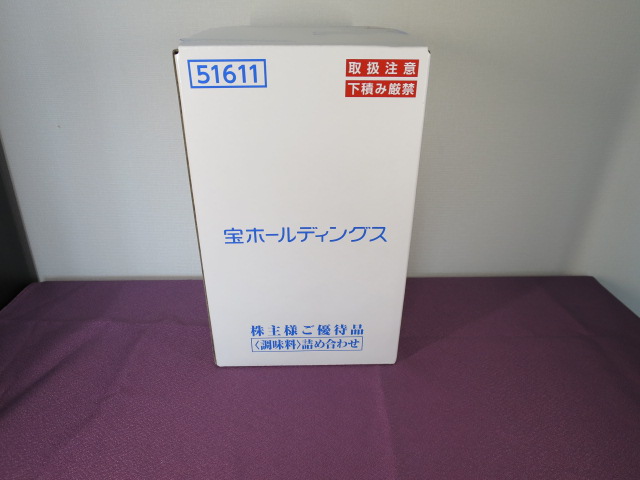 51611
取扱注意
下積み厳禁
宝ホールディングス
株主様ご優待品
〈調味料〉詰め合わせ